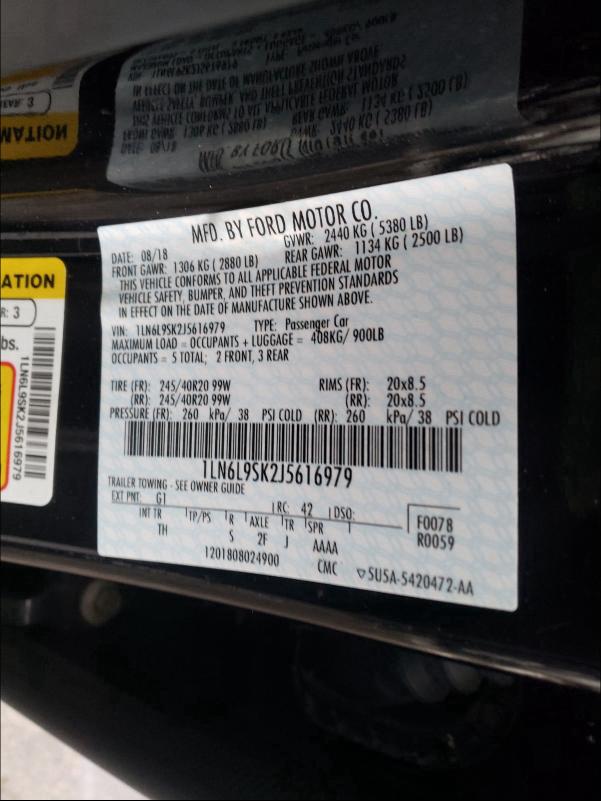 MFD. BY FORD MOTOR CO.
DATE: 08/18 GVWR: 2440 KG ( 5380 LB)
FRONT GAWR: 1306 KG ( 2880 LB) REAR GAWR: 1134 KG ( 2500 LB)
THIS VEHICLE CONFORMS TO ALL APPLICABLE FEDERAL MOTOR
VEHICLE SAFETY, BUMPER, AND THEFT PREVENTION STANDARDS
IN EFFECT ON THE DATE OF MANUFACTURE SHOWN ABOVE.
VIN: 1LN6L9SK2J5616979 TYPE: Passenger Car
MAXIMUM LOAD = OCCUPANTS + LUGGAGE = 408KG/ 900LB
OCCUPANTS = 5 TOTAL; 2 FRONT, 3 REAR
TIRE (FR): 245/40R20 99W RIMS (FR): 20x8.5
(RR): 245/40R20 99W (RR): 20x8.5
PRESSURE (FR): 260 kPa/ 38 PSI COLD (RR): 260 kPa/ 38 PSI COLD
1LN6L9SK2J5616979
TRAILER TOWING - SEE OWNER GUIDE
EXT PNT: G1 RC: 42 DSO:
INT TR TP/PS R AXLE TR SPR F0078
TH S 2F J AAAA R0059
1201808024900 CMC 5U5A-5420472-AA
ATION
R: 3
bs.
1LN6L9SK2J5616979